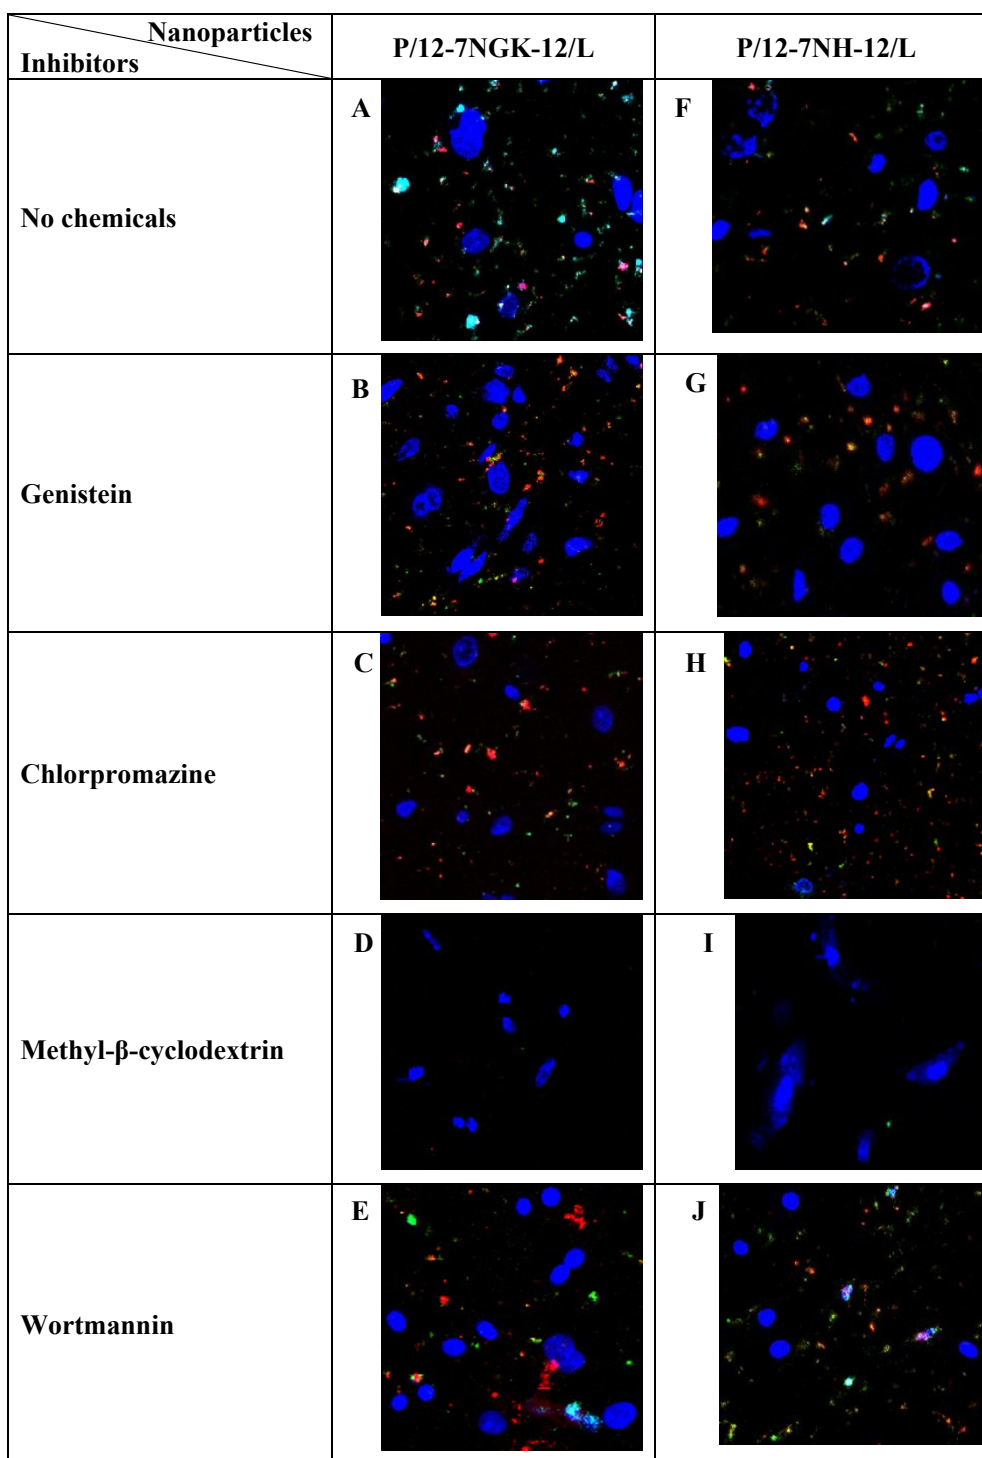 Nanoparticles
Inhibitors
P/12-7NGK-12/L
P/12-7NH-12/L
No chemicals
A
F
Genistein
B
G
Chlorpromazine
C
H
Methyl-β-cyclodextrin
D
I
Wortmannin
E
J